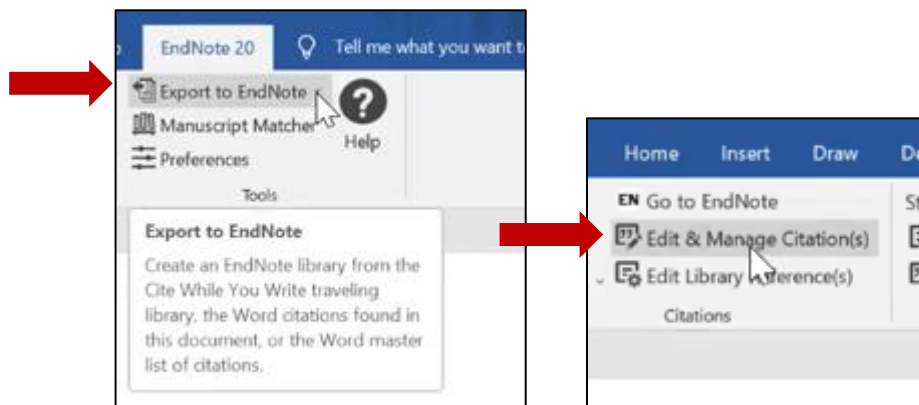 EndNote 20
Tell me what you want
Export to EndNote
Manuscript Matcher
Preferences
Help
Tools
Export to EndNote
Create an EndNote library from the
Cite While You Write traveling
library, the Word citations found in
this document, or the Word master
list of citations.
Home Insert Draw
EN Go to EndNote
Edit & Manage Citation(s)
Edit Library
Citations